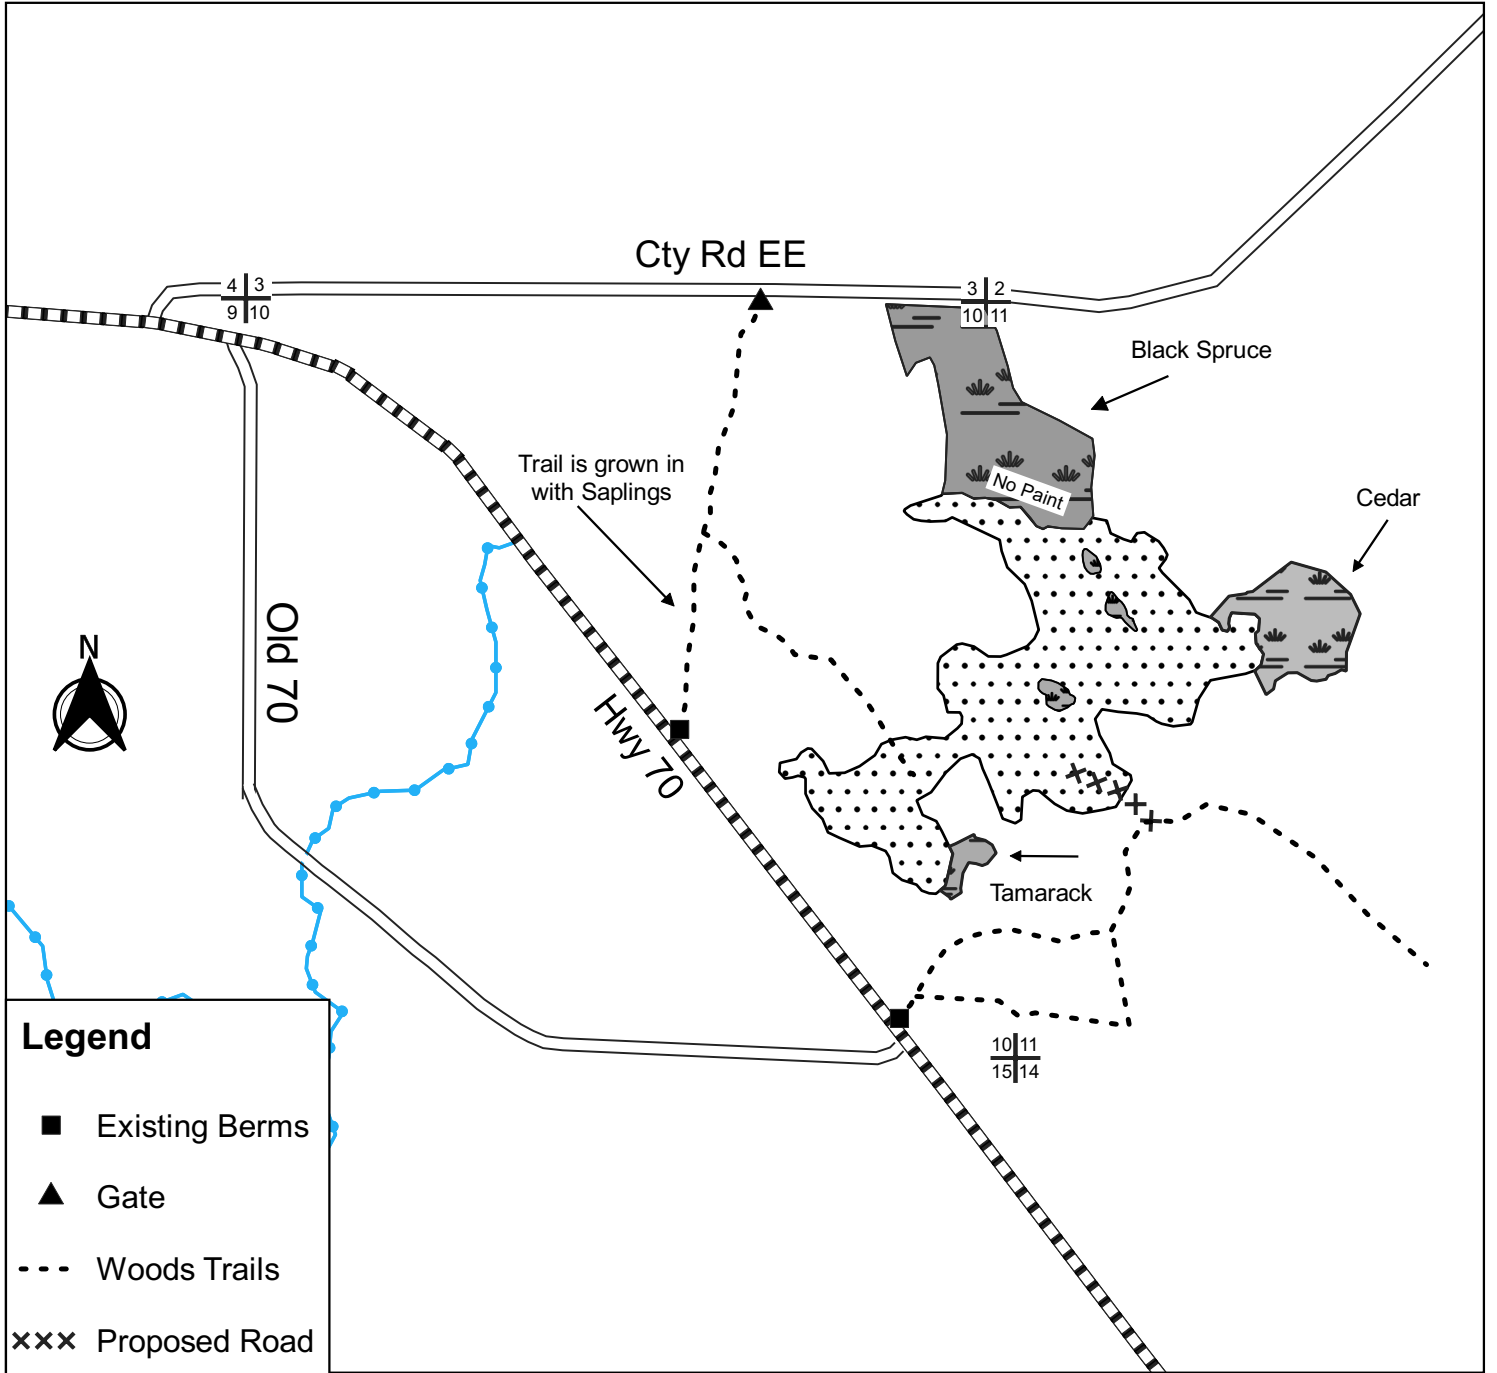 Cty Rd EE
4 3
9 10
3 2
10 11
Black Spruce
Trail is grown in
with Saplings
No Paint
Cedar
Old 70
N
Hwy 70
Tamarack
10 11
15 14
Legend
Existing Berms
Gate
Woods Trails
Proposed Road